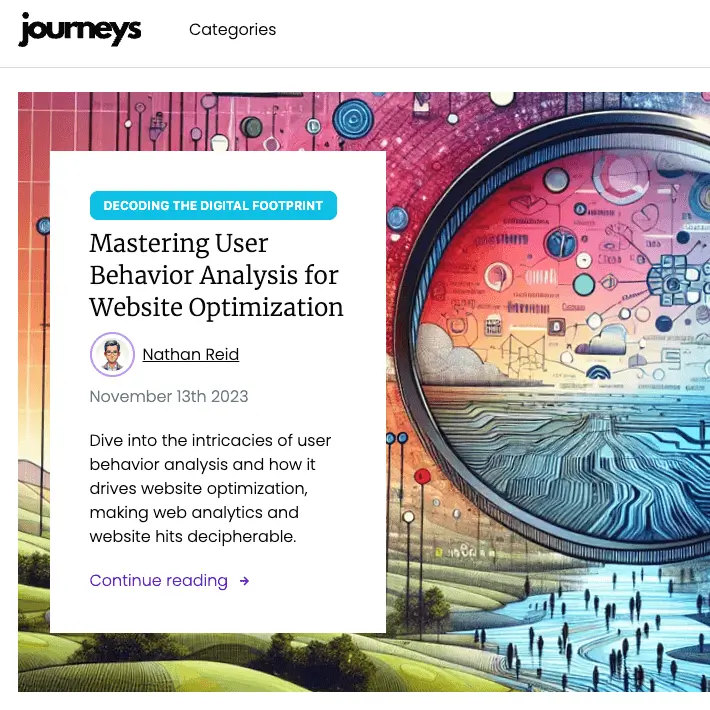 journeys
Categories
DECODING THE DIGITAL FOOTPRINT
Mastering User
Behavior Analysis for
Website Optimization
Nathan Reid
November 13th 2023
Dive into the intricacies of user
behavior analysis and how it
drives website optimization,
making web analytics and
website hits decipherable.
Continue reading